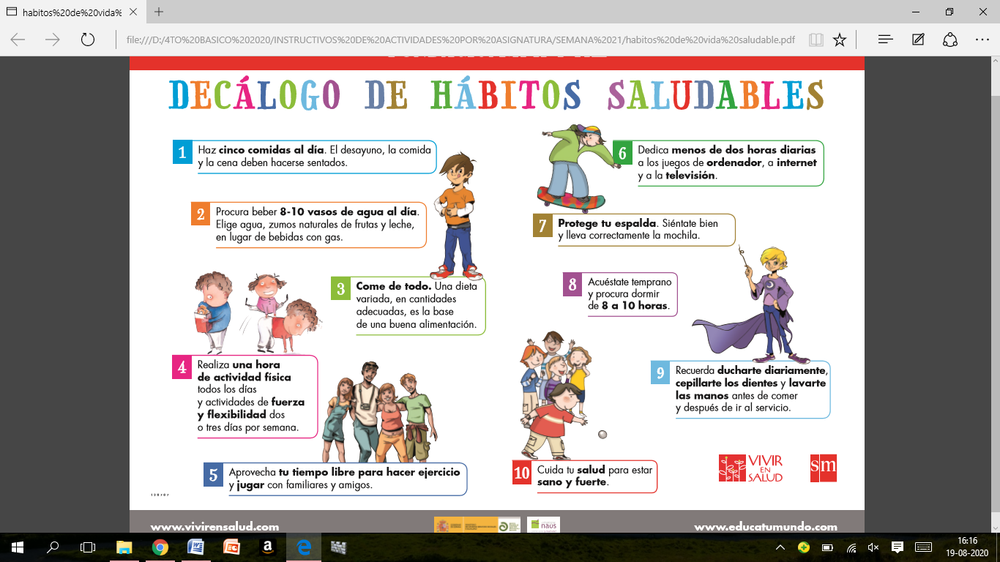 habitos%20de%20vida%
file:///D:/4TO%20BASICO%202020/INSTRUCTIVOS%20DE%20ACTIVIDADES%20POR%20ASIGNATURA/SEMANA%2021/habitos%20de%20vida%20saludable.pdf
DECÁLOGO DE HÁBITOS SALUDABLES
1
Haz cinco comidas al día. El desayuno, la comida
y la cena deben hacerse sentados.
2
Procura beber 8-10 vasos de agua al día.
Elige agua, zumos naturales de frutas y leche,
en lugar de bebidas con gas.
3
Come de todo. Una dieta
variada, en cantidades
adecuadas, es la base
de una buena alimentación.
4
Realiza una hora
de actividad física
todos los días
y actividades de fuerza
y flexibilidad dos
o tres días por semana.
5
Aprovecha tu tiempo libre para hacer ejercicio
y jugar con familiares y amigos.
6
Dedica menos de dos horas diarias
a los juegos de ordenador, a internet
y a la televisión.
7
Protege tu espalda. Siéntate bien
y lleva correctamente la mochila.
8
Acuéstate temprano
y procura dormir
de 8 a 10 horas.
9
Recuerda ducharte diariamente,
cepillarte los dientes y lavarte
las manos antes de comer
y después de ir al servicio.
10
Cuida tu salud para estar
sano y fuerte.
VIVIR
EN
SALUD
sm
www.vivirensalud.com
naos
www.educatumundo.com
16:16
19-08-2020